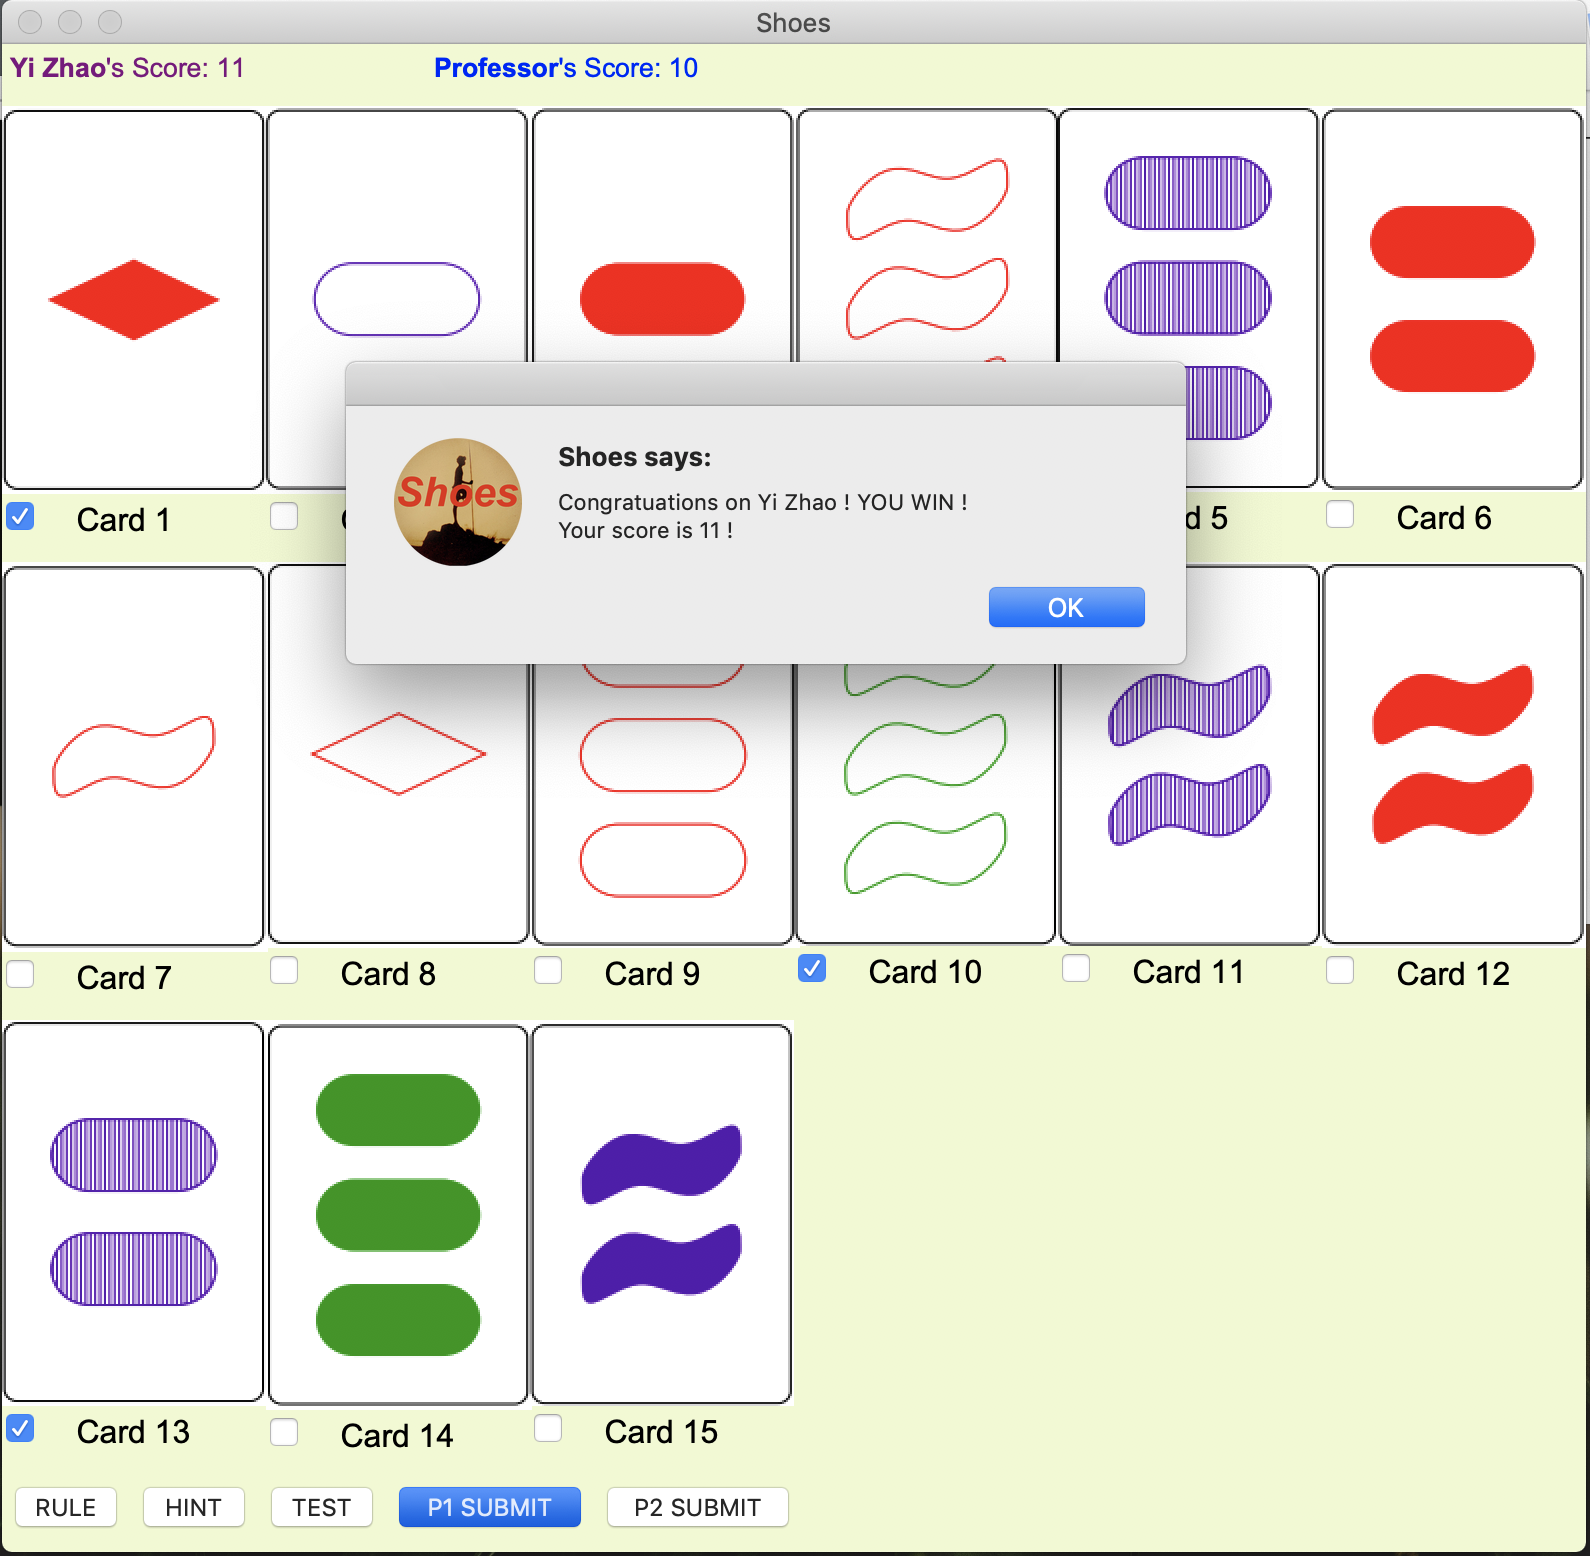 Shoes
Yi Zhao's Score: 11 Professor's Score: 10
Shoes
Shoes says:
Congratuations on Yi Zhao ! YOU WIN !
Your score is 11 !
OK
Card 1 d 5 Card 6
Card 7 Card 8 Card 9 Card 10 Card 11 Card 12
Card 13 Card 14 Card 15
RULE HINT TEST P1 SUBMIT P2 SUBMIT